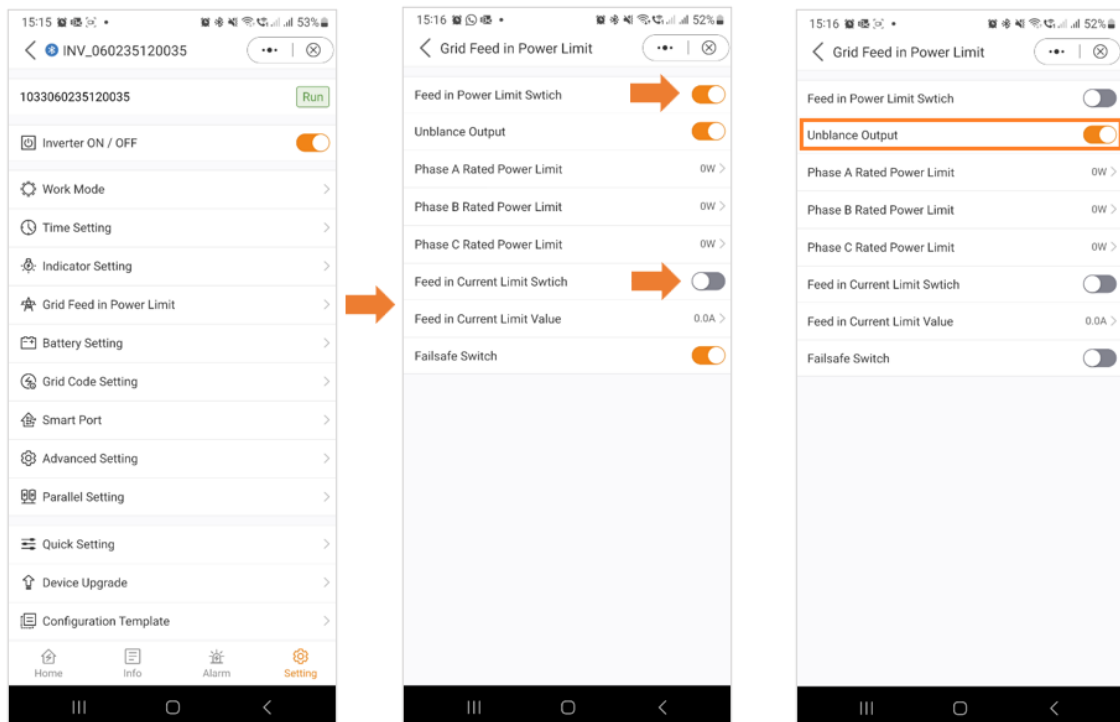 15:15
53%
INV_060235120035
1033060235120035
Run
Inverter ON / OFF
Work Mode
Time Setting
Indicator Setting
Grid Feed in Power Limit
Battery Setting
Grid Code Setting
Smart Port
Advanced Setting
Parallel Setting
Quick Setting
Device Upgrade
Configuration Template
Home
Info
Alarm
Setting
15:16
52%
Grid Feed in Power Limit
Feed in Power Limit Swtich
Unblance Output
Phase A Rated Power Limit 0W
Phase B Rated Power Limit 0W
Phase C Rated Power Limit 0W
Feed in Current Limit Swtich
Feed in Current Limit Value 0.0A
Failsafe Switch
15:16
52%
Grid Feed in Power Limit
Feed in Power Limit Swtich
Unblance Output
Phase A Rated Power Limit 0W
Phase B Rated Power Limit 0W
Phase C Rated Power Limit 0W
Feed in Current Limit Swtich
Feed in Current Limit Value 0.0A
Failsafe Switch